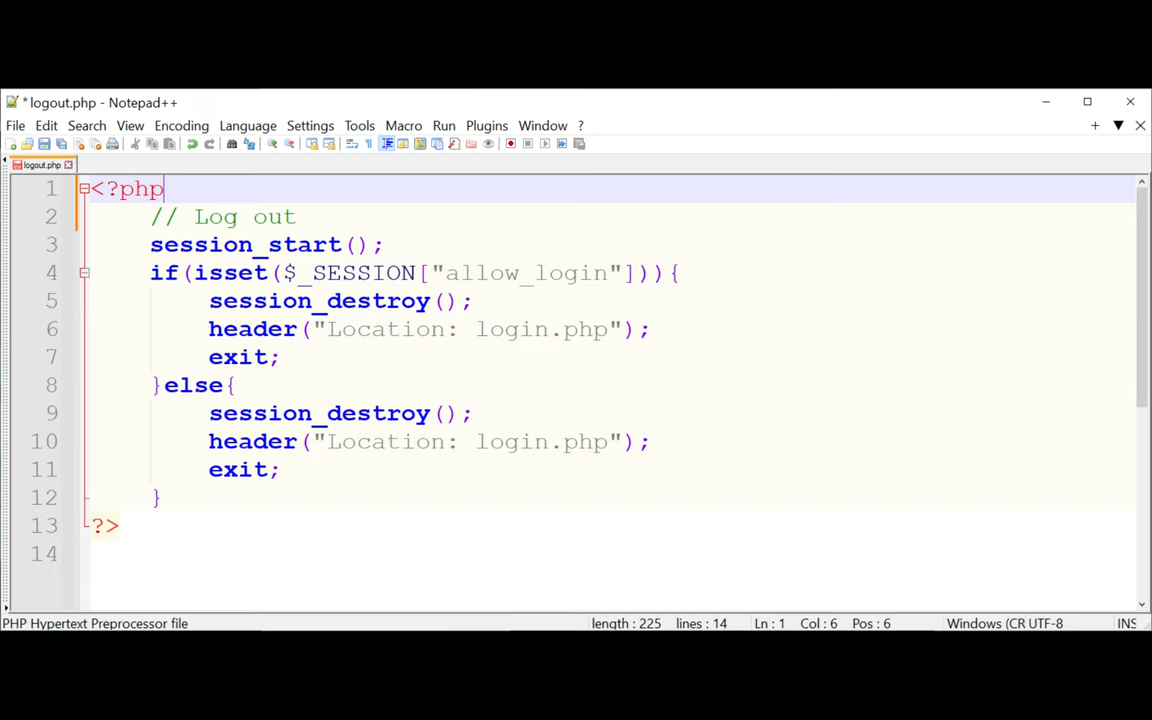 * logout.php - Notepad++
File Edit Search View Encoding Language Settings Tools Macro Run Plugins Window ?
logout.php
1 <?php
2 // Log out
3 session_start();
4 if(isset($_SESSION["allow_login"])){
5 session_destroy();
6 header("Location: login.php");
7 exit;
8 }else{
9 session_destroy();
10 header("Location: login.php");
11 exit;
12 }
13 ?>
14
PHP Hypertext Preprocessor file length : 225 lines : 14 Ln : 1 Col : 6 Pos : 6 Windows (CR UTF-8 INS